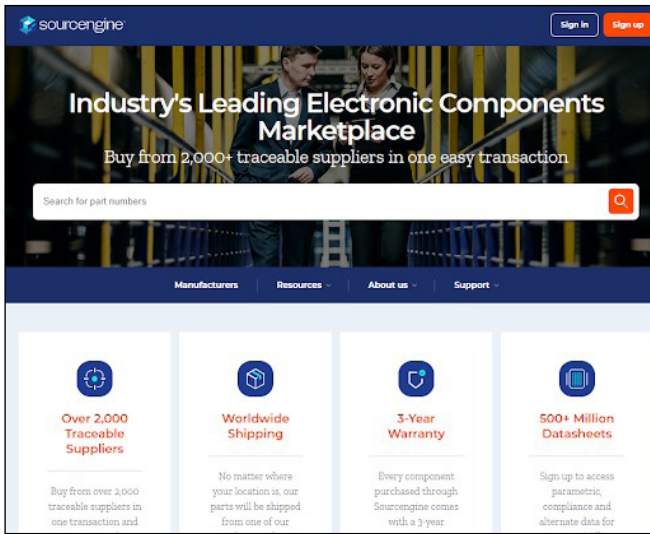 sourcengine
Sign in
Sign up
Industry's Leading Electronic Components
Marketplace
Buy from 2,000+ traceable suppliers in one easy transaction
Search for part numbers
Manufacturers
Resources
About us
Support
Over 2,000
Traceable
Suppliers
Buy from over 2,000
traceable suppliers in
one transaction and
Worldwide
Shipping
No matter where
your location is, our
parts will be shipped
from one of our
3-Year
Warranty
Every component
purchased through
Sourcengine comes
with a 3-year
500+ Million
Datasheets
Sign up to access
parametric,
compliance and
alternate data for